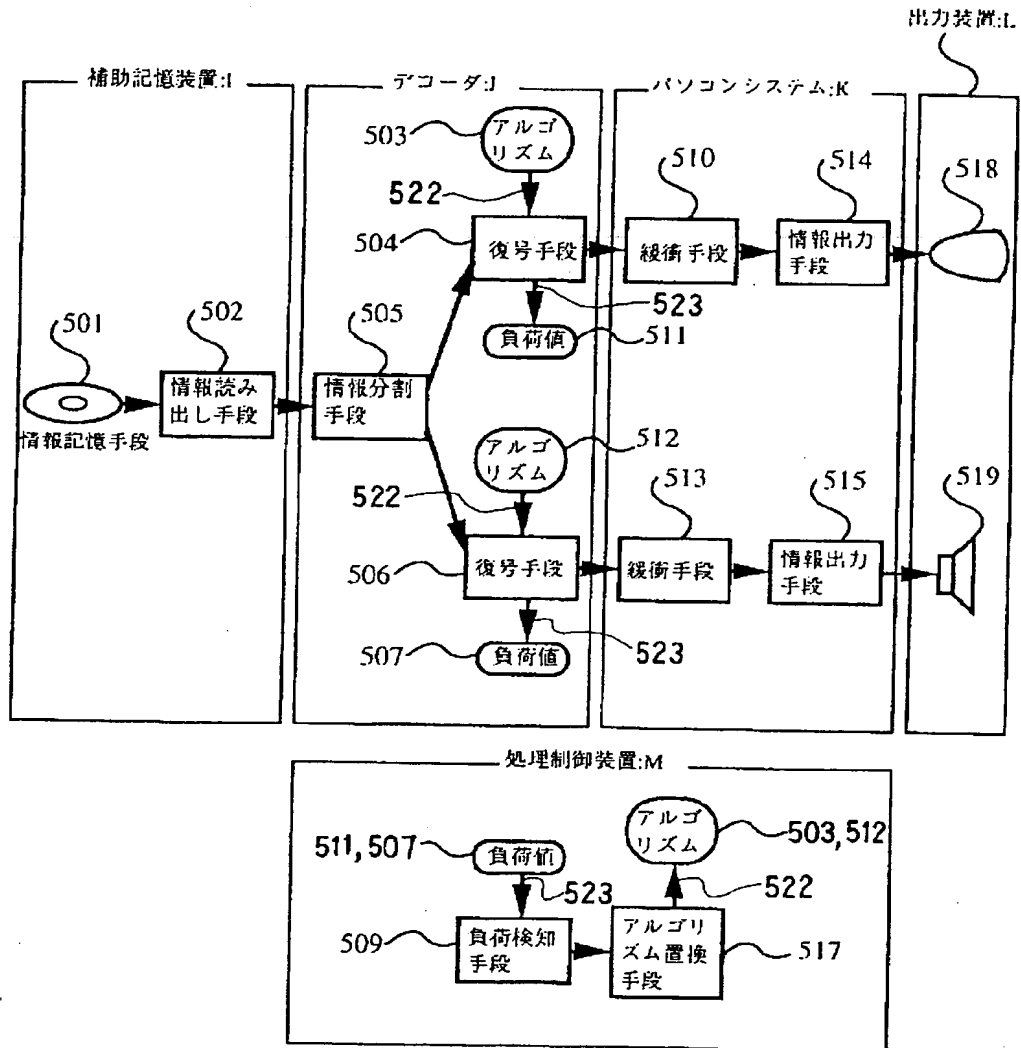 出力装置:L
補助記憶装置:I
デコーダ:J
パソコンシステム:K
503
アルゴ
リズム
522
510
514
518
504
復号手段
緩衝手段
情報出力
手段
523
501
502
505
負荷値
511
情報読み
出し手段
情報分割
手段
情報記憶手段
512
アルゴ
リズム
522
513
515
519
506
復号手段
緩衝手段
情報出力
手段
507
負荷値
523
処理制御装置:M
アルゴ
リズム
503,512
511,507
負荷値
523
522
509
負荷検知
手段
アルゴリ
ズム置換
手段
517